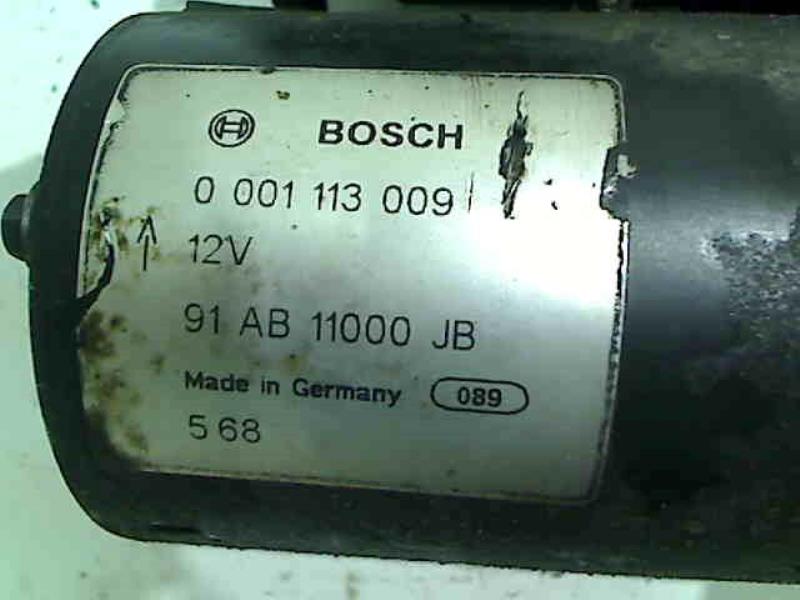 BOSCH
0 001 113 009
12V
91 AB 11000 JB
Made in Germany 089
568